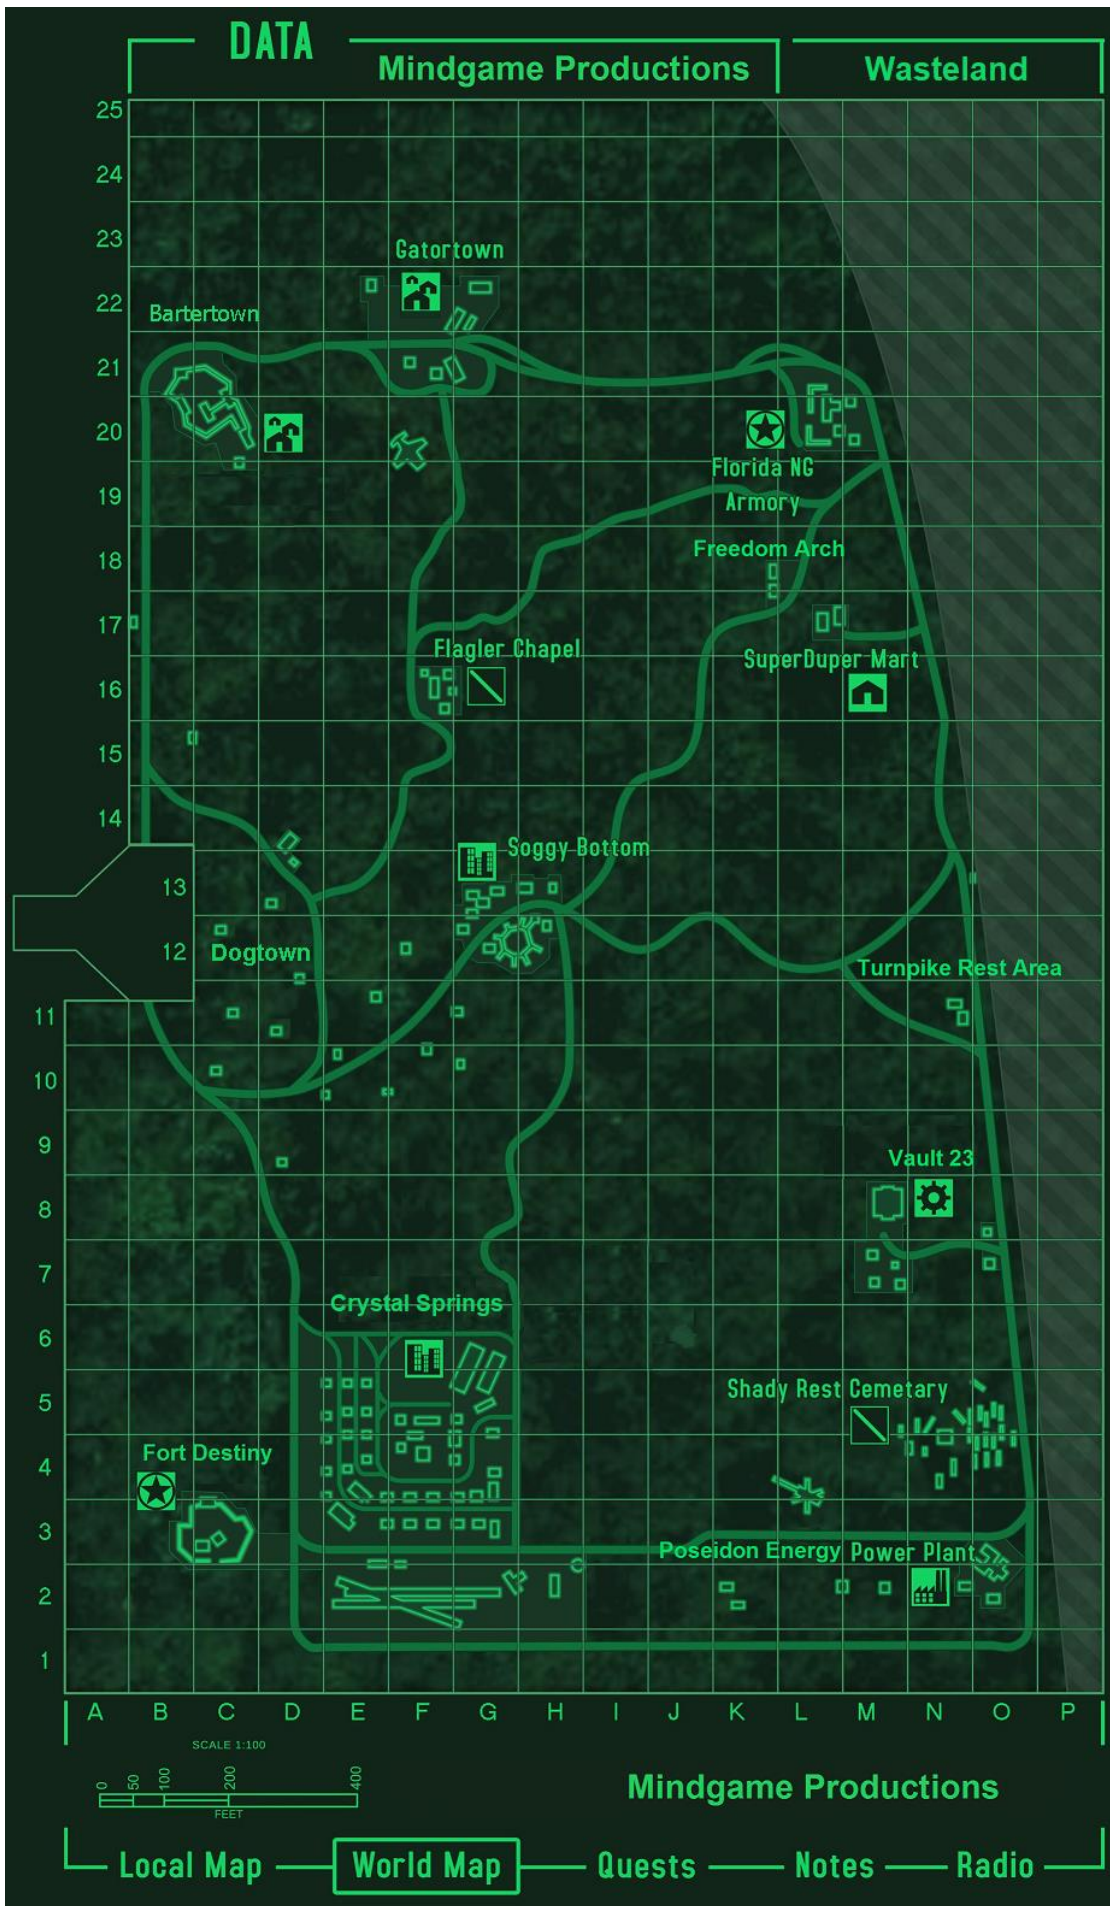 DATA
Mindgame Productions
Wasteland
25
24
23
Gatortown
22
Bartertown
21
20
Florida NG
19
Armory
18
Freedom Arch
17
Flagler Chapel
SuperDuper Mart
16
15
14
Soggy Bottom
13
12
Dogtown
Turnpike Rest Area
11
10
9
Vault 23
8
7
Crystal Springs
6
Shady Rest Cemetary
5
Fort Destiny
4
3
Poseidon Energy Power Plant
2
1
A B C D E F G H I J K L M N O P
SCALE 1:100
0 50 100 200 400
FEET
Mindgame Productions
Local Map World Map Quests Notes Radio